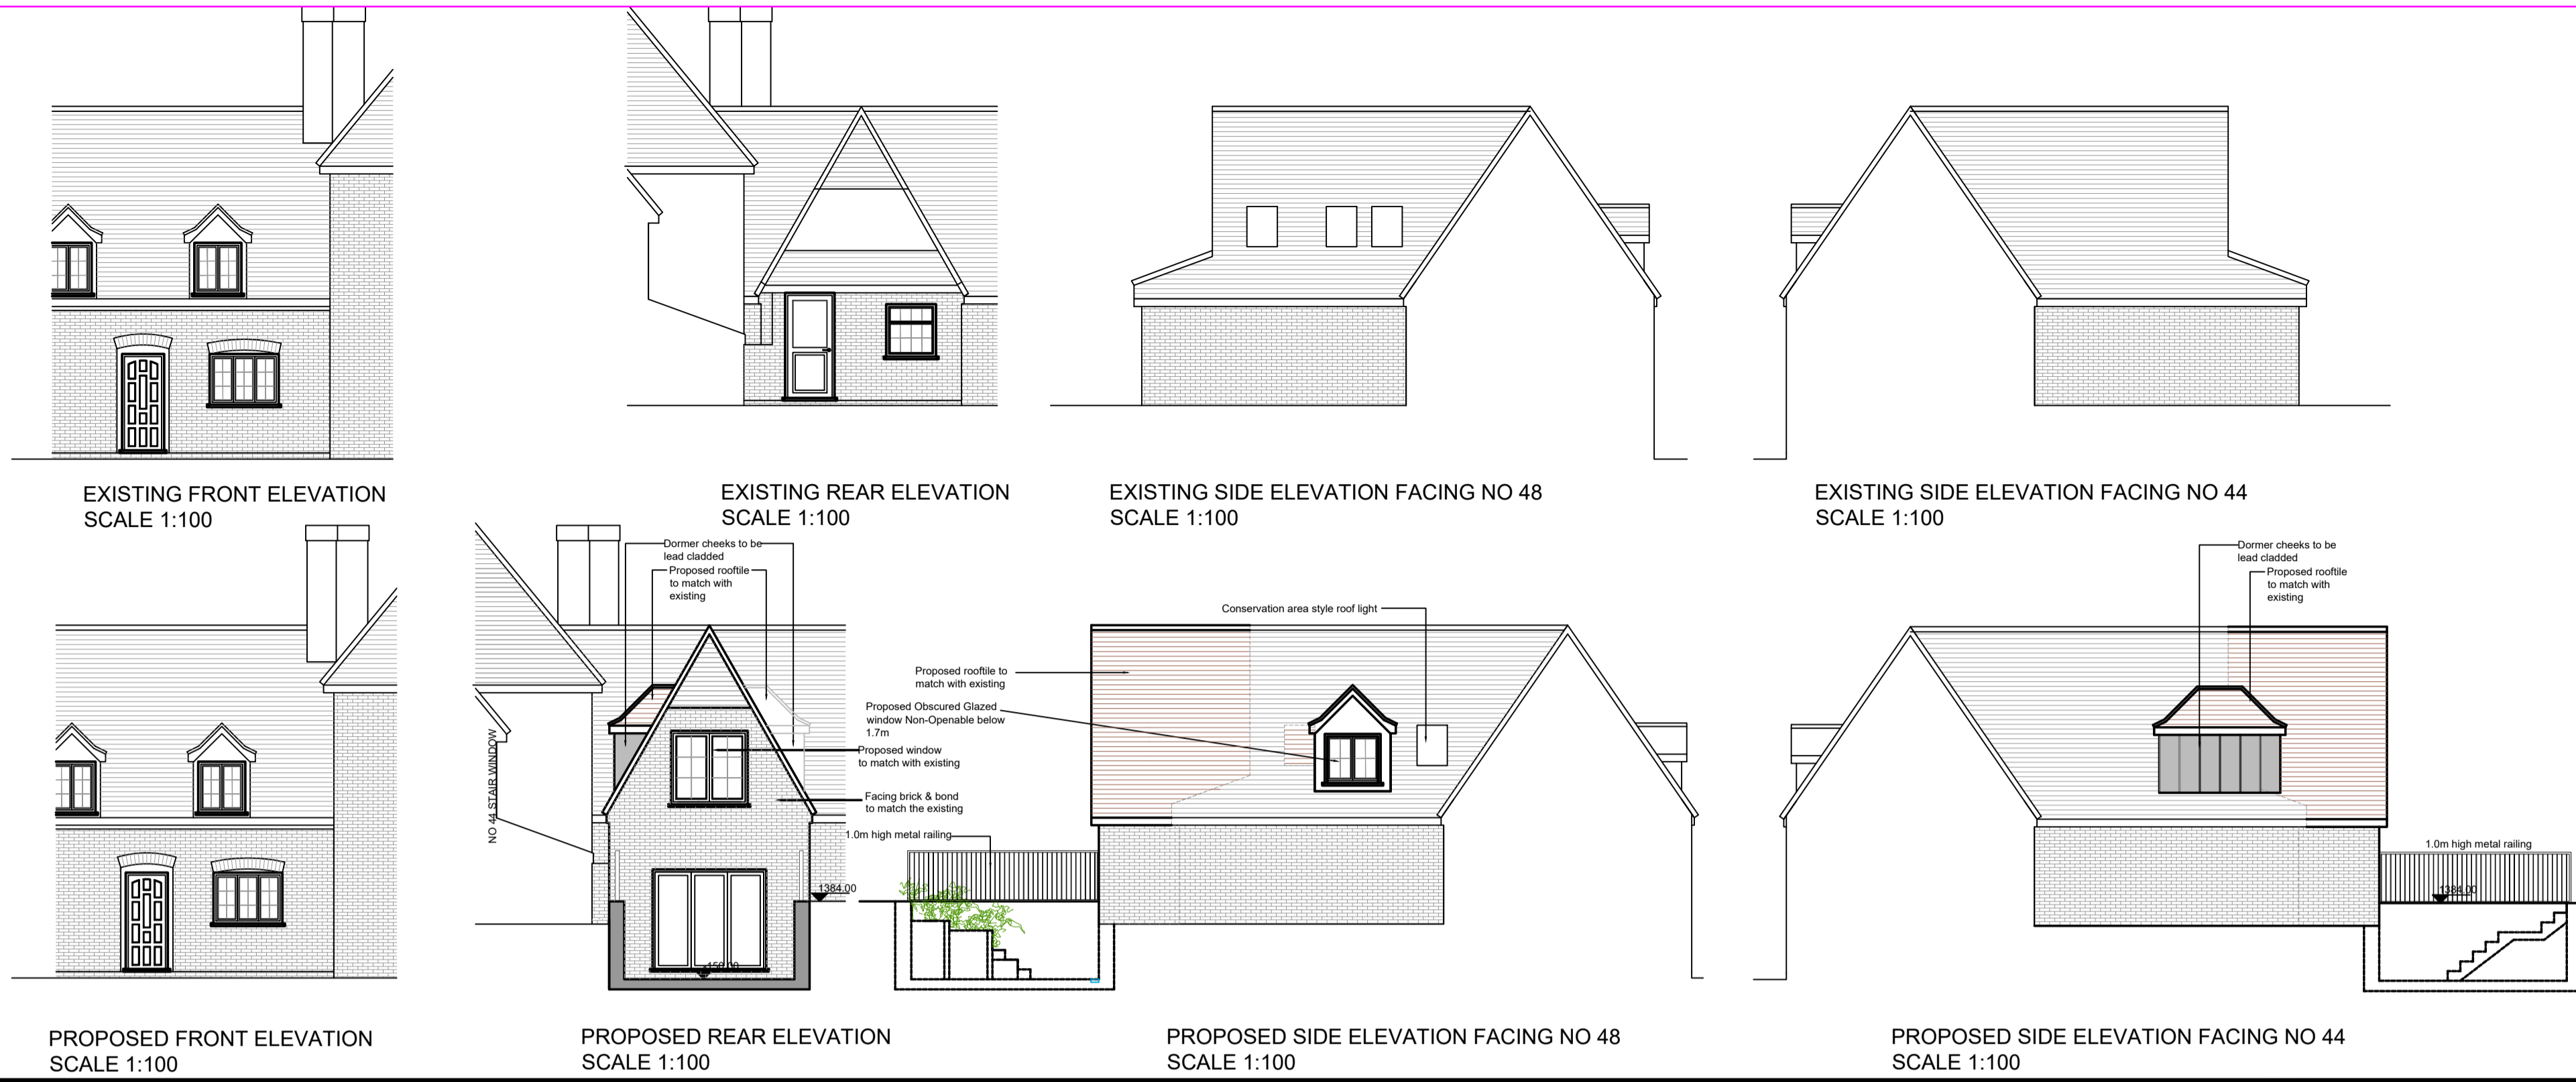 EXISTING FRONT ELEVATION
SCALE 1:100
EXISTING REAR ELEVATION
SCALE 1:100
EXISTING SIDE ELEVATION FACING NO 48
SCALE 1:100
EXISTING SIDE ELEVATION FACING NO 44
SCALE 1:100
Dormer cheeks to be
lead cladded
Proposed rooftile
to match with
existing
NO 44 STAIR WINDOW
Proposed window
to match with existing
Facing brick & bond
to match the existing
1384.00
150.00
Conservation area style roof light
Proposed rooftile to
match with existing
Proposed Obscured Glazed
window Non-Openable below
1.7m
1.0m high metal railing
Dormer cheeks to be
lead cladded
Proposed rooftile
to match with
existing
1.0m high metal railing
1384.00
PROPOSED FRONT ELEVATION
SCALE 1:100
PROPOSED REAR ELEVATION
SCALE 1:100
PROPOSED SIDE ELEVATION FACING NO 48
SCALE 1:100
PROPOSED SIDE ELEVATION FACING NO 44
SCALE 1:100